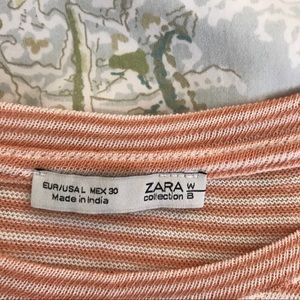 EUR/USA L MEX 30
Made in India
ZARA W
collection B